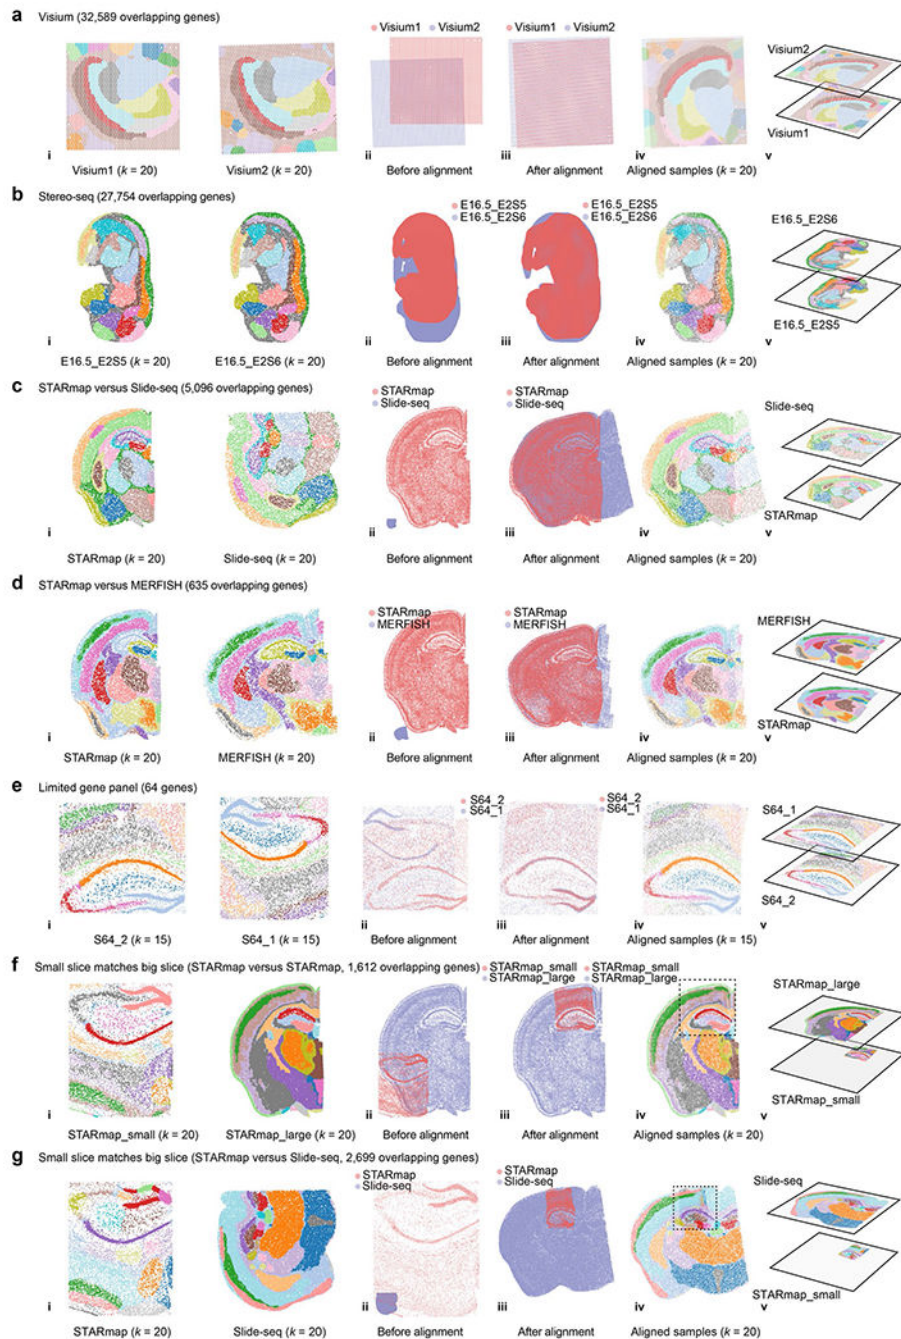 a Visium (32,589 overlapping genes)
Visium1 Visium2 Visium1 Visium2
Visium2
Visium1
i ii iii iv v
Visium1 (k = 20) Visium2 (k = 20) Before alignment After alignment Aligned samples (k = 20)
b Stereo-seq (27,754 overlapping genes)
E16.5_E2S5 E16.5_E2S5
E16.5_E2S6 E16.5_E2S6
E16.5_E2S6
E16.5_E2S5
i ii iii iv v
E16.5_E2S5 (k = 20) E16.5_E2S6 (k = 20) Before alignment After alignment Aligned samples (k = 20)
c STARmap versus Slide-seq (5,096 overlapping genes)
STARmap STARmap
Slide-seq Slide-seq
Slide-seq
STARmap
i ii iii iv v
STARmap (k = 20) Slide-seq (k = 20) Before alignment After alignment Aligned samples (k = 20)
d STARmap versus MERFISH (635 overlapping genes)
STARmap STARmap
MERFISH MERFISH
MERFISH
STARmap
i ii iii iv v
STARmap (k = 20) MERFISH (k = 20) Before alignment After alignment Aligned samples (k = 20)
e Limited gene panel (64 genes)
S64_2 S64_2
S64_1 S64_1
S64_1
S64_2
i ii iii iv v
S64_2 (k = 15) S64_1 (k = 15) Before alignment After alignment Aligned samples (k = 15)
f Small slice matches big slice (STARmap versus STARmap, 1,612 overlapping genes)
STARmap_small STARmap_small
STARmap_large STARmap_large
STARmap_large
STARmap_small
i ii iii iv v
STARmap_small (k = 20) STARmap_large (k = 20) Before alignment After alignment Aligned samples (k = 20)
g Small slice matches big slice (STARmap versus Slide-seq, 2,699 overlapping genes)
STARmap STARmap
Slide-seq Slide-seq
Slide-seq
STARmap_small
i ii iii iv v
STARmap (k = 20) Slide-seq (k = 20) Before alignment After alignment Aligned samples (k = 20)